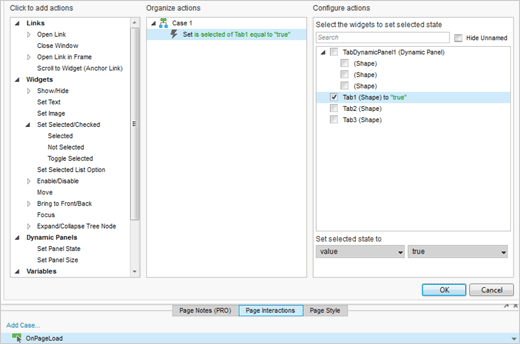 Click to add actions
Links
Open Link
Close Window
Open Link in Frame
Scroll to Widget (Anchor Link)
Widgets
Show/Hide
Set Text
Set Image
Set Selected/Checked
Selected
Not Selected
Toggle Selected
Set Selected List Option
Enable/Disable
Move
Bring to Front/Back
Focus
Expand/Collapse Tree Node
Dynamic Panels
Set Panel State
Set Panel Size
Variables
Organize actions
Case 1
Set is selected of Tab1 equal to "true"
Configure actions
Select the widgets to set selected state
Search
Hide Unnamed
TabDynamicPanel1 (Dynamic Panel)
(Shape)
(Shape)
(Shape)
Tab1 (Shape) to "true"
Tab2 (Shape)
Tab3 (Shape)
Set selected state to
value
true
OK
Cancel
Page Notes (PRO)
Page Interactions
Page Style
Add Case...
OnPageLoad